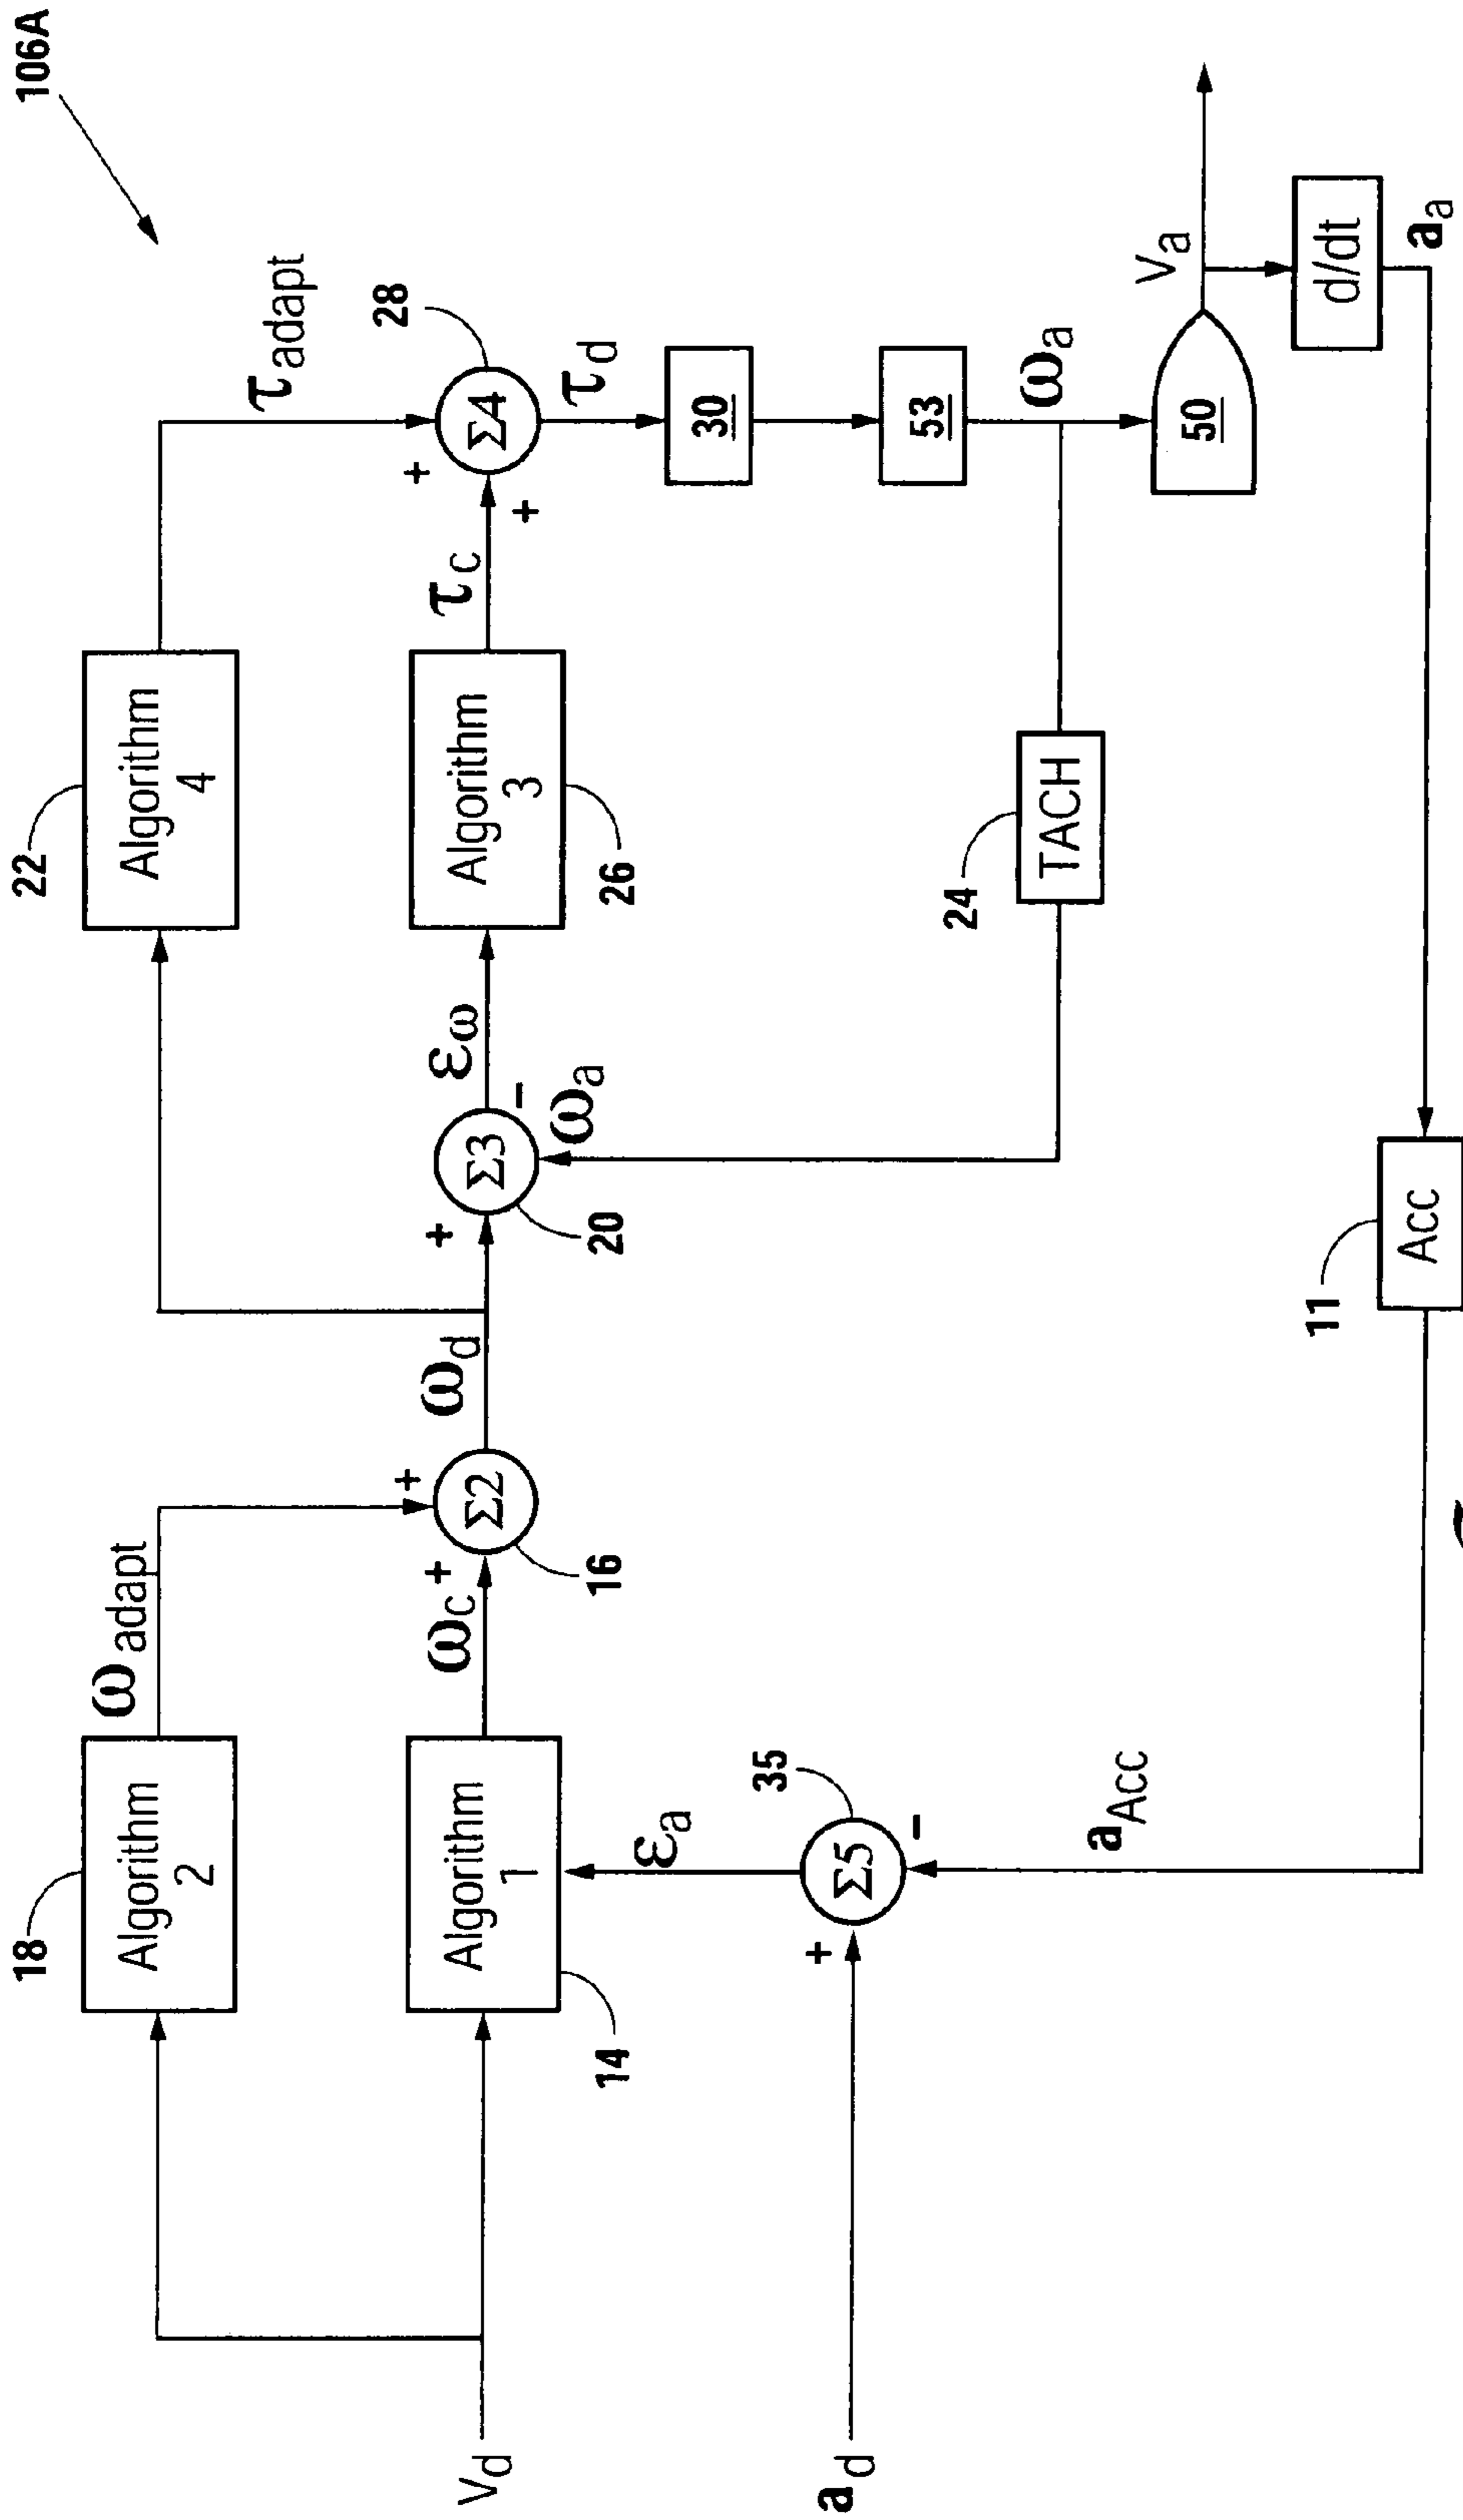 106A
22
Algorithm
4
τadapt
28
18
Algorithm
2
ωadapt
Vd
Algorithm
1
14
ωc
+
+
Σ2
16
ωd
+
Σ3
20
-
ωa
εω
Algorithm
3
26
τc
+
+
Σ4
τd
30
53
ωa
50
Va
d/dt
aa
24
TACH
ad
+
Σ5
35
-
εa
aAcc
11
Acc